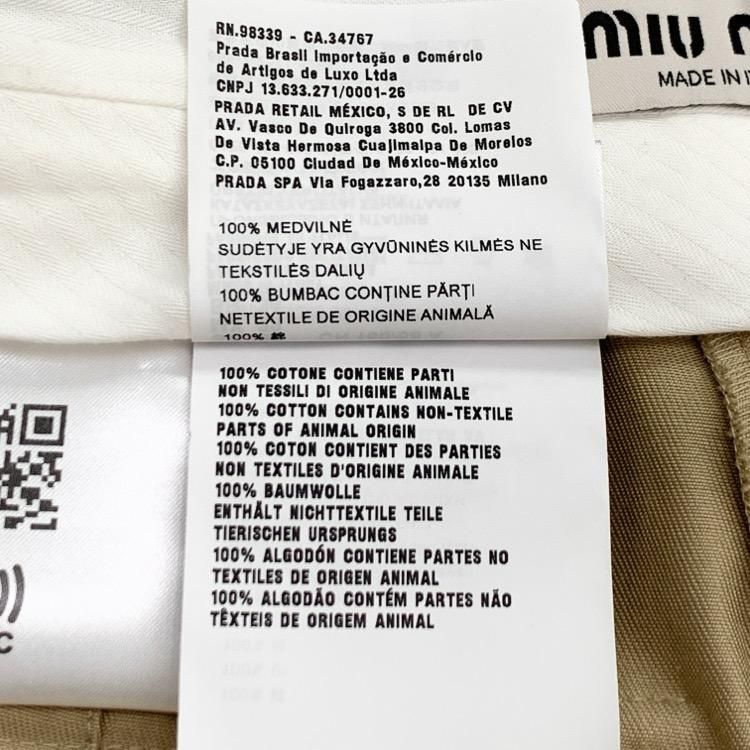 RN.98339 - CA.34767
Prada Brasil Importação e Comércio
de Artigos de Luxo Ltda
CNPJ 13.633.271/0001-26
PRADA RETAIL MÉXICO, S DE RL DE CV
AV. Vasco De Quiroga 3800 Col. Lomas
De Vista Hermosa Cuajimalpa De Morelos
C.P. 05100 Ciudad De México-México
PRADA SPA Via Fogazzaro,28 20135 Milano
100% MEDVILNĖ
SUDĖTYJE YRA GYVŪNINĖS KILMĖS NE
TEKSTILĖS DALIŲ
100% BUMBAC CONȚINE PĂRȚI
NETEXTILE DE ORIGINE ANIMALĂ
100% 綿
100% COTONE CONTIENE PARTI
NON TESSILI DI ORIGINE ANIMALE
100% COTTON CONTAINS NON-TEXTILE
PARTS OF ANIMAL ORIGIN
100% COTON CONTIENT DES PARTIES
NON TEXTILES D'ORIGINE ANIMALE
100% BAUMWOLLE
ENTHÄLT NICHTTEXTILE TEILE
TIERISCHEN URSPRUNGS
100% ALGODÓN CONTIENE PARTES NO
TEXTILES DE ORIGEN ANIMAL
100% ALGODÃO CONTÉM PARTES NÃO
TÊXTEIS DE ORIGEM ANIMAL
MIU
MADE IN